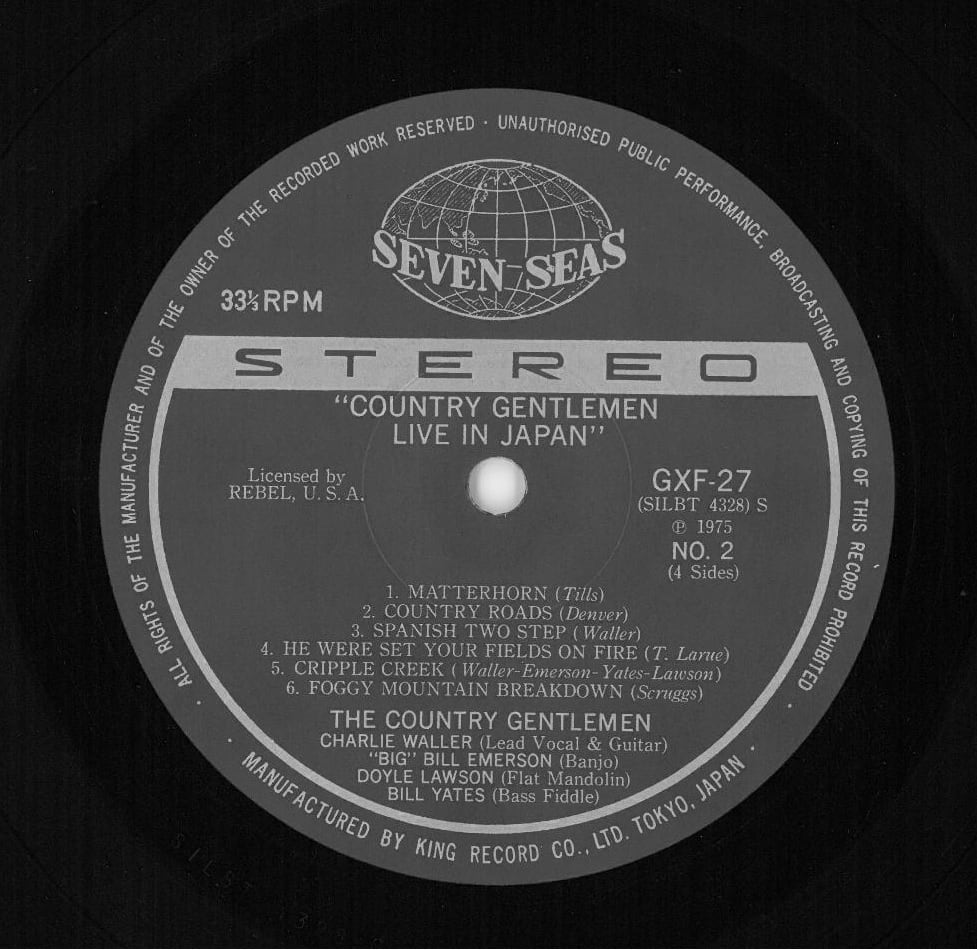 ALL RIGHTS OF THE MANUFACTURER AND OF THE OWNER OF THE RECORDED WORK RESERVED · UNAUTHORISED PUBLIC PERFORMANCE, BROADCASTING AND COPYING OF THIS RECORD PROHIBITED ·
SEVEN SEAS
33⅓ RPM
STEREO
"COUNTRY GENTLEMEN
LIVE IN JAPAN"
Licensed by
REBEL, U. S. A.
GXF-27
(SILBT 4328) S
℗ 1975
NO. 2
(4 Sides)
1. MATTERHORN (Tills)
2. COUNTRY ROADS (Denver)
3. SPANISH TWO STEP (Waller)
4. HE WERE SET YOUR FIELDS ON FIRE (T. Larue)
5. CRIPPLE CREEK (Waller-Emerson-Yates-Lawson)
6. FOGGY MOUNTAIN BREAKDOWN (Scruggs)
THE COUNTRY GENTLEMEN
CHARLIE WALLER (Lead Vocal & Guitar)
"BIG" BILL EMERSON (Banjo)
DOYLE LAWSON (Flat Mandolin)
BILL YATES (Bass Fiddle)
· MANUFACTURED BY KING RECORD CO., LTD. TOKYO, JAPAN ·